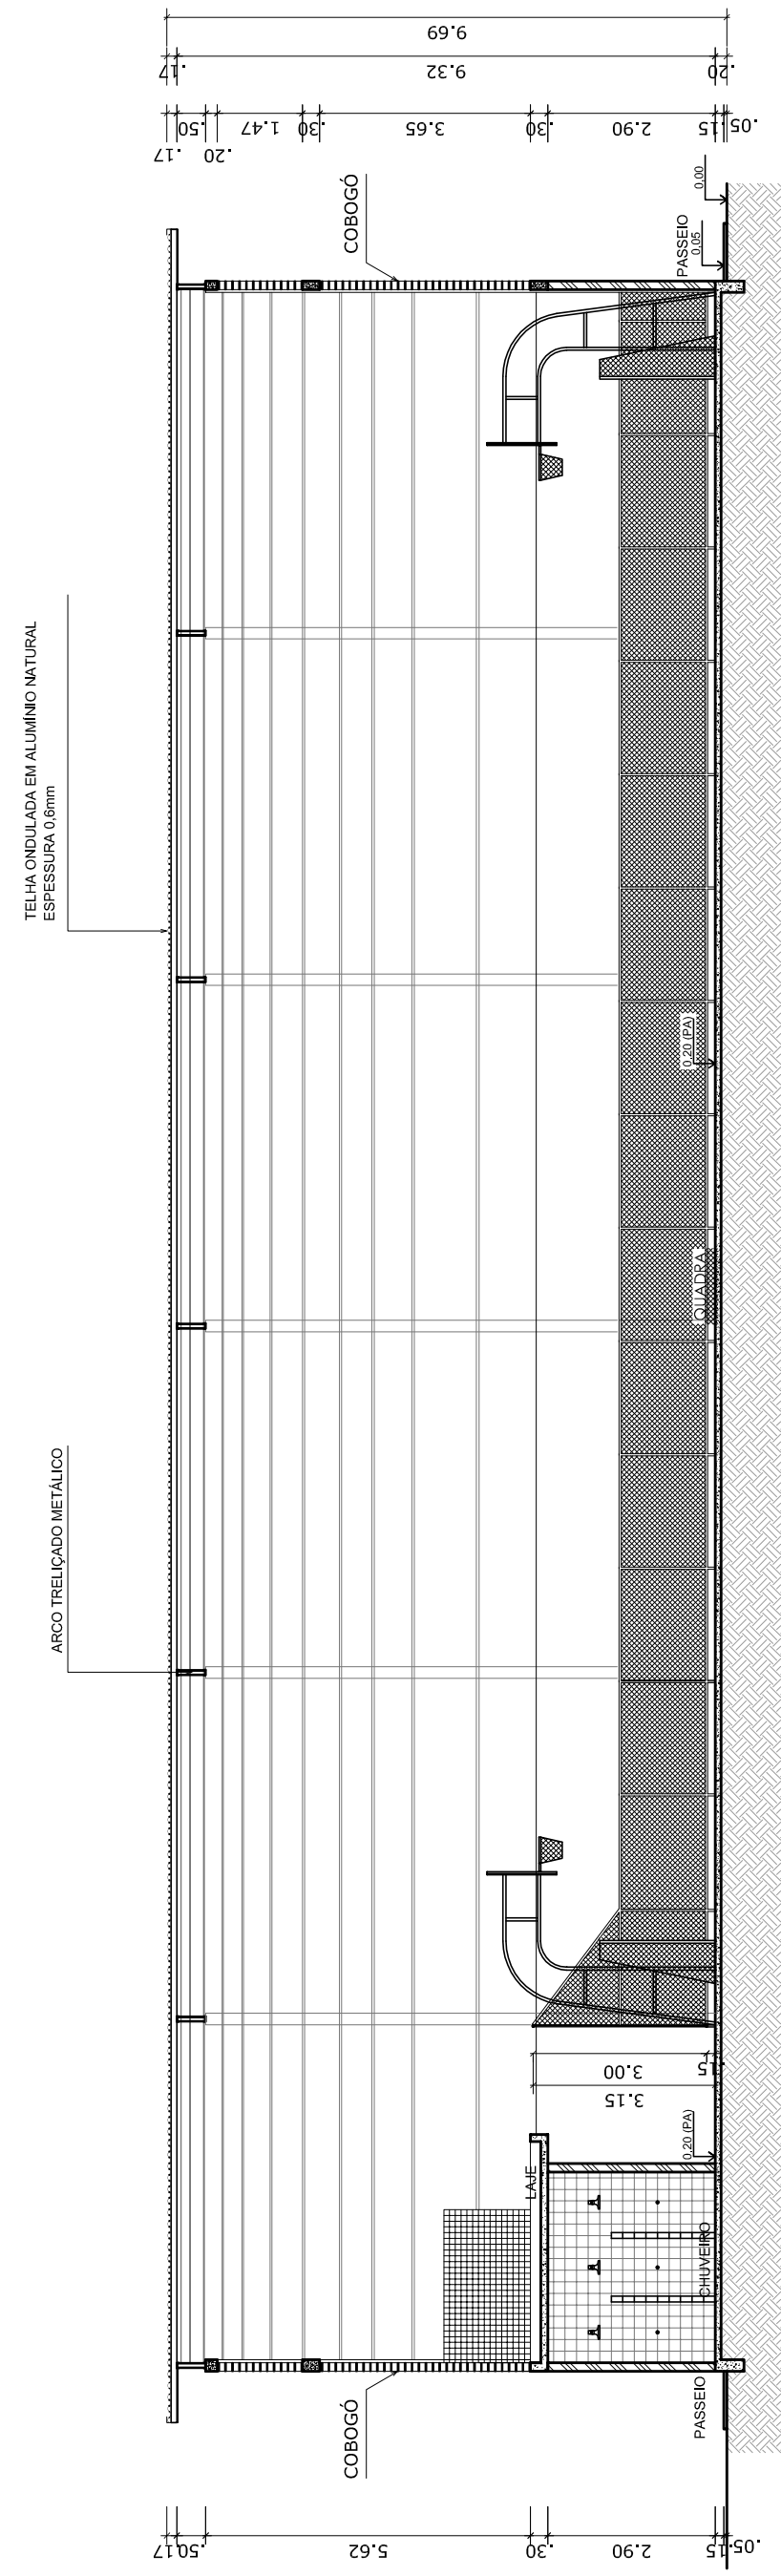 TELHA ONDULADA EM ALUMÍNIO NATURAL
ESPESSURA 0,6mm
ARCO TRELIÇADO METÁLICO
COBOGÓ
COBOGÓ
LAJE
CHUVEIRO
PASSEIO
0,20 (PA)
QUADRA
0,20 (PA)
PASSEIO
0,05
0,00
.17
.50
5.62
.30
2.90
.15
.05
3.00
.15
3.15
.17
.50
.20
1.47
.30
3.65
.30
2.90
.15
.05
.17
9.32
.20
9.69